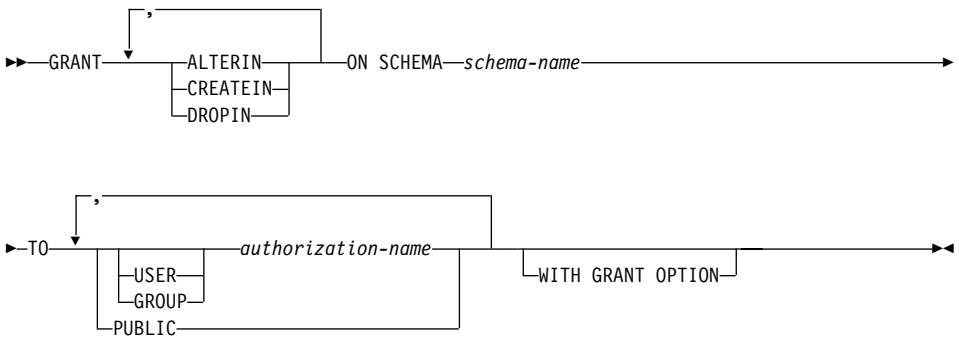 ,
GRANT ALTERIN ON SCHEMA schema-name
CREATEIN
DROPIN
,
TO authorization-name
USER WITH GRANT OPTION
GROUP
PUBLIC